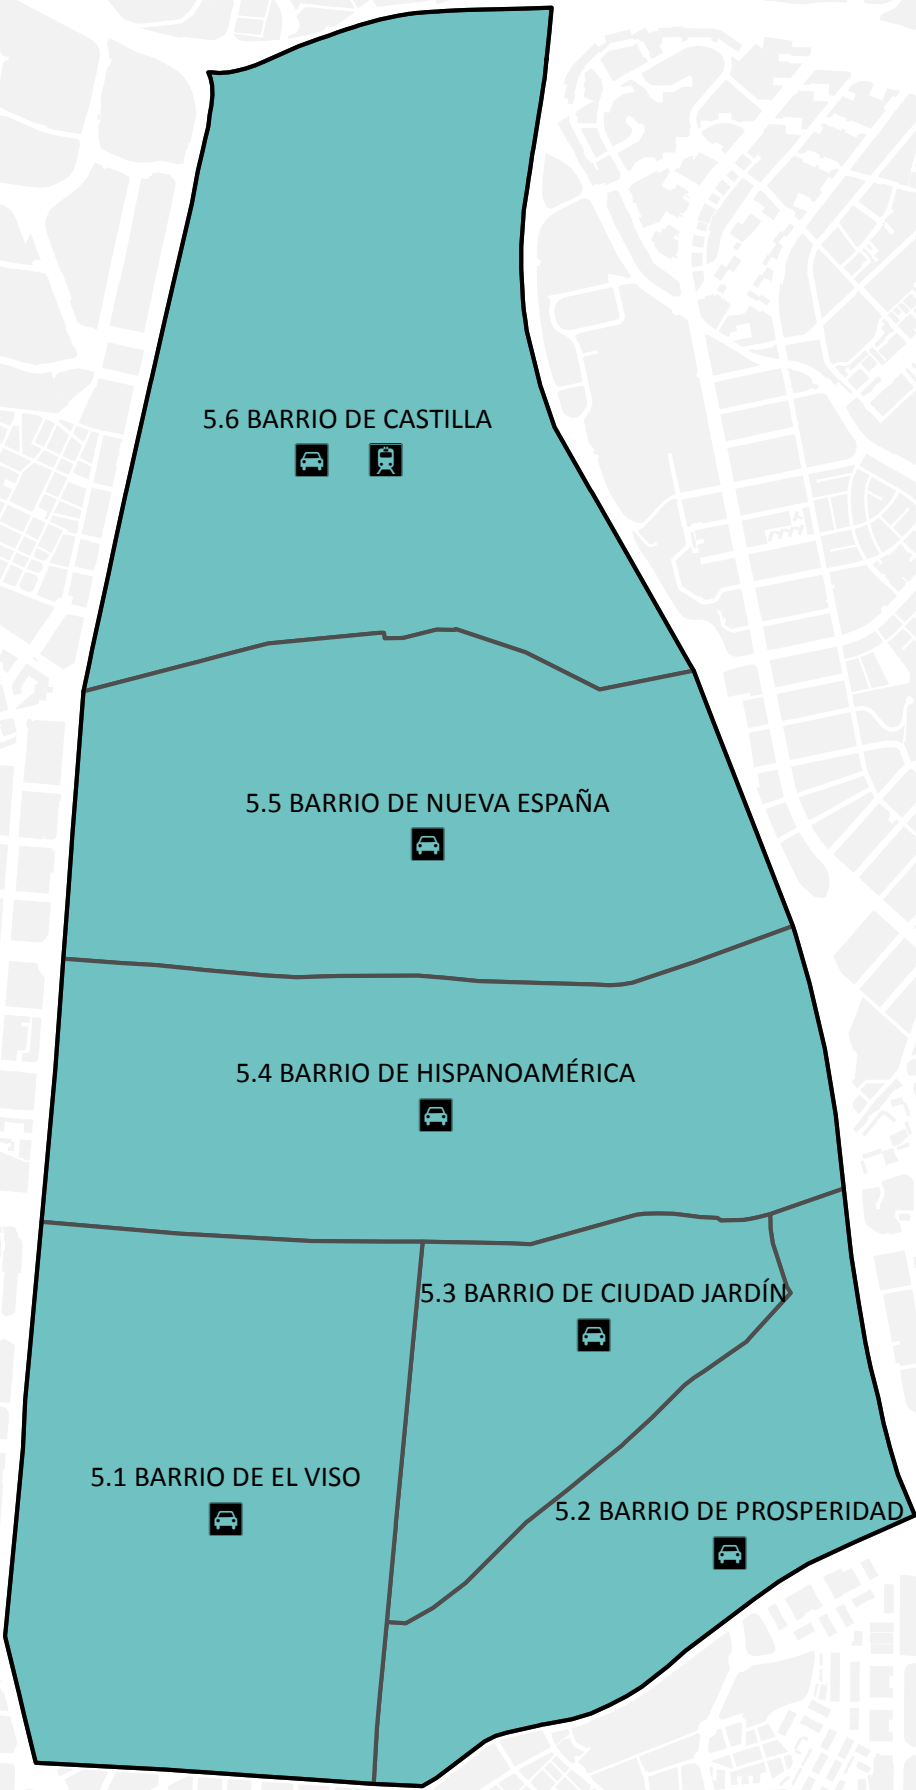 5.6 BARRIO DE CASTILLA
5.5 BARRIO DE NUEVA ESPAÑA
5.4 BARRIO DE HISPANOAMÉRICA
5.3 BARRIO DE CIUDAD JARDÍN
5.1 BARRIO DE EL VISO
5.2 BARRIO DE PROSPERIDAD